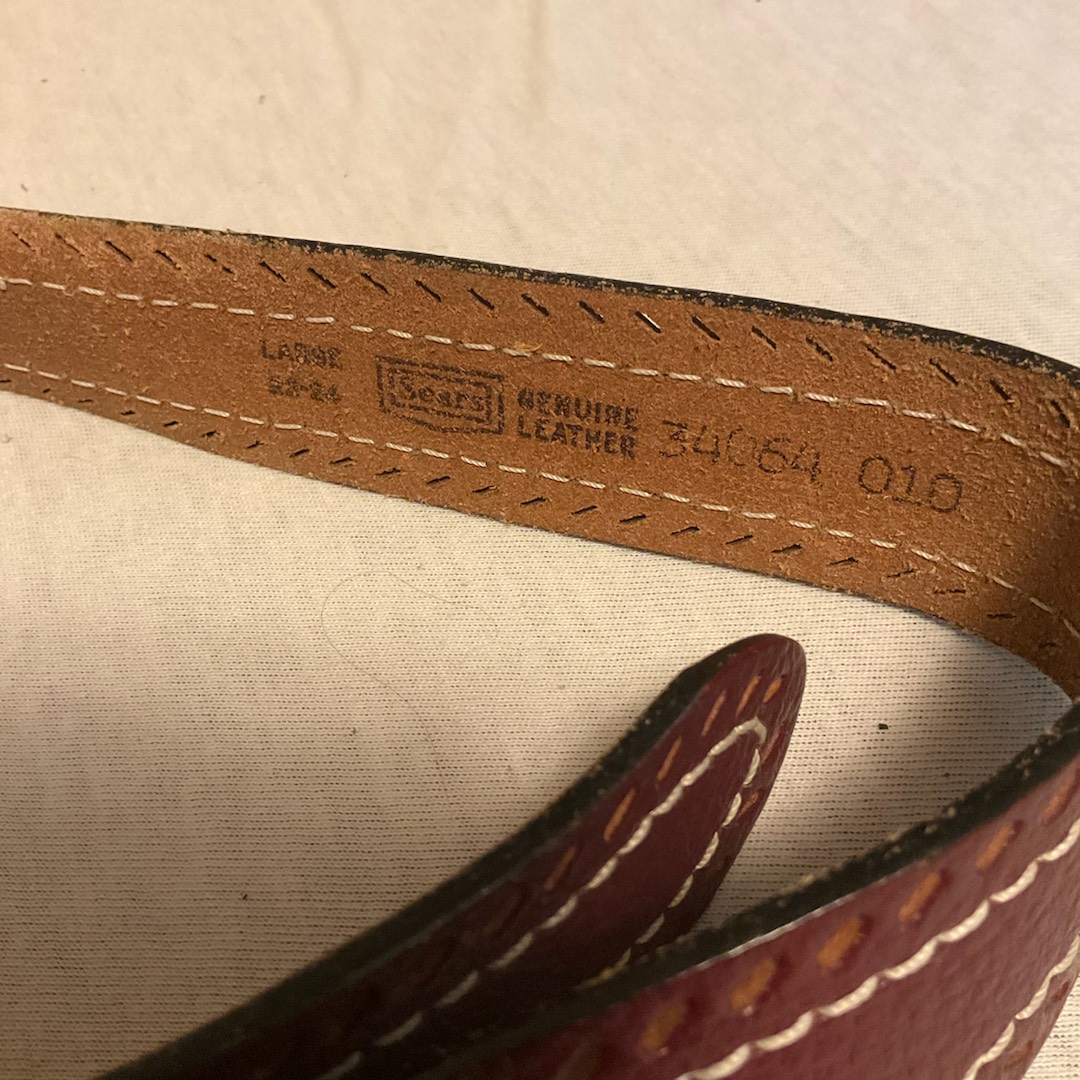 LARGE
Sears
GENUINE
LEATHER
34064 010